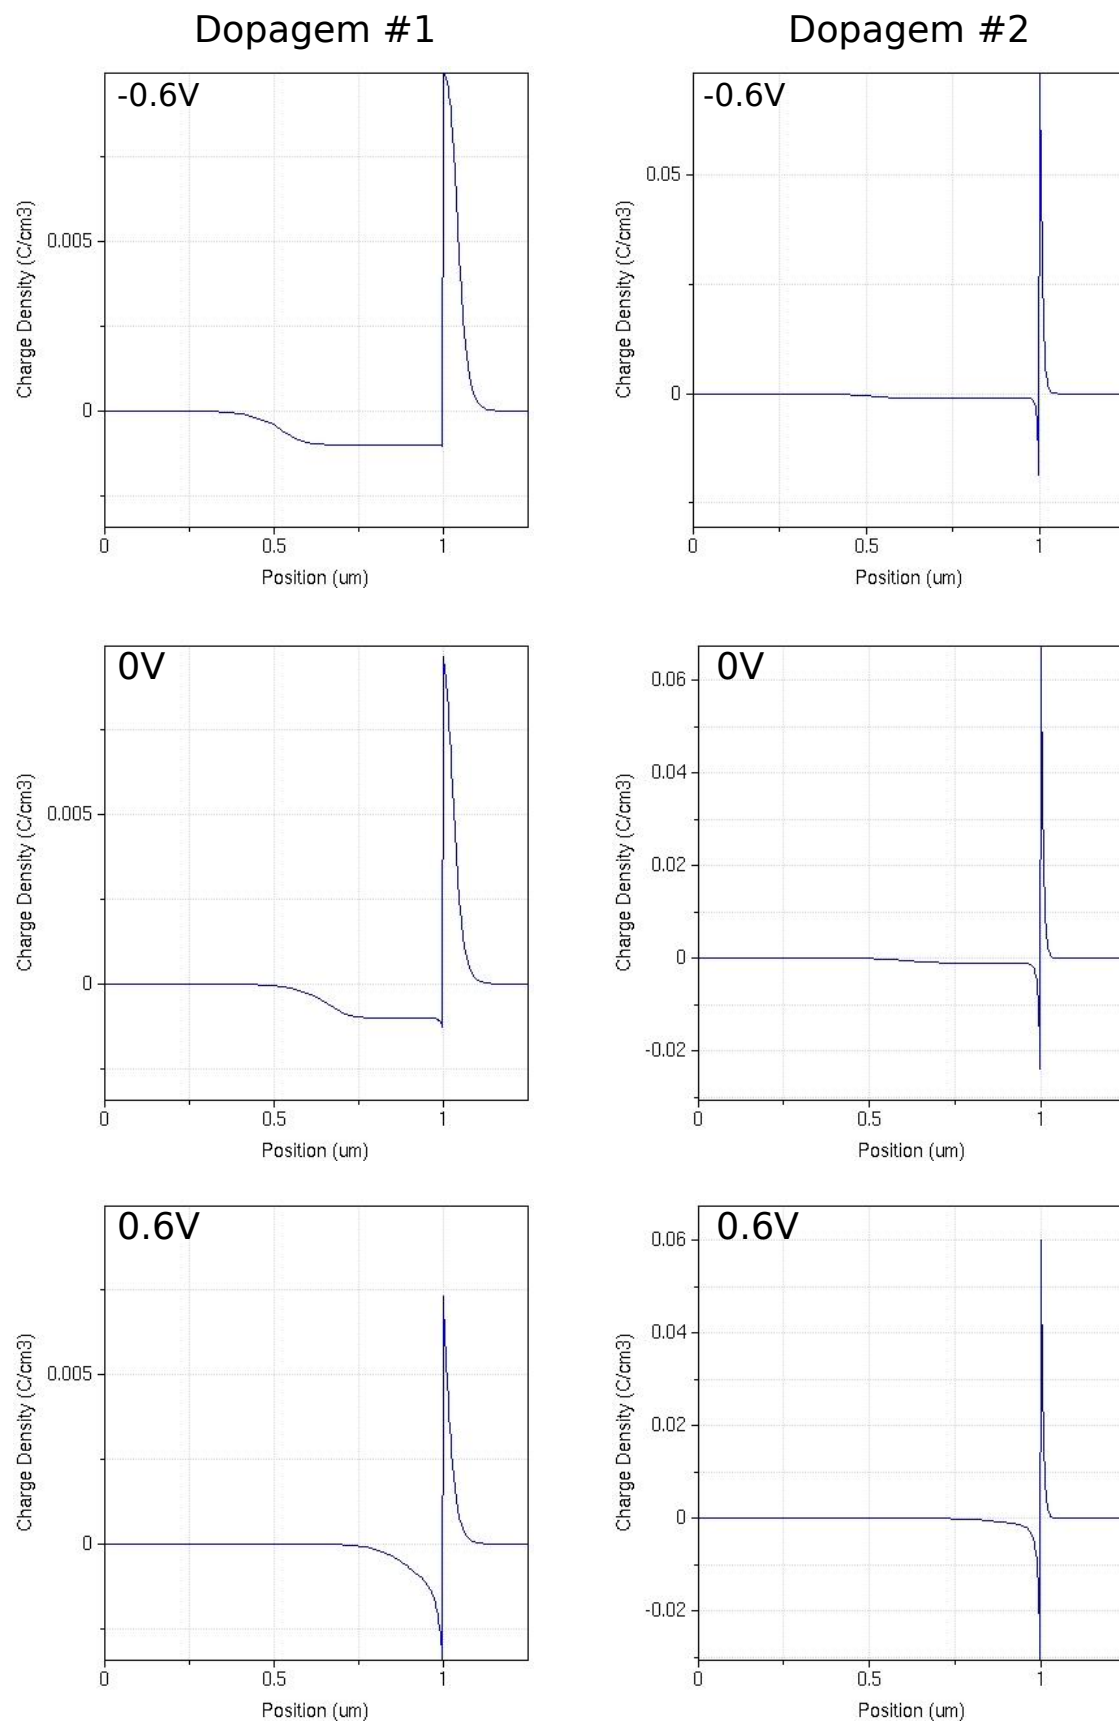 Dopagem #1
Dopagem #2
-0.6V
Charge Density (C/cm3)
0.005
0
0
0.5
1
Position (um)
-0.6V
Charge Density (C/cm3)
0.05
0
0
0.5
1
Position (um)
0V
Charge Density (C/cm3)
0.005
0
0
0.5
1
Position (um)
0V
Charge Density (C/cm3)
0.06
0.04
0.02
0
-0.02
0
0.5
1
Position (um)
0.6V
Charge Density (C/cm3)
0.005
0
0
0.5
1
Position (um)
0.6V
Charge Density (C/cm3)
0.06
0.04
0.02
0
-0.02
0
0.5
1
Position (um)